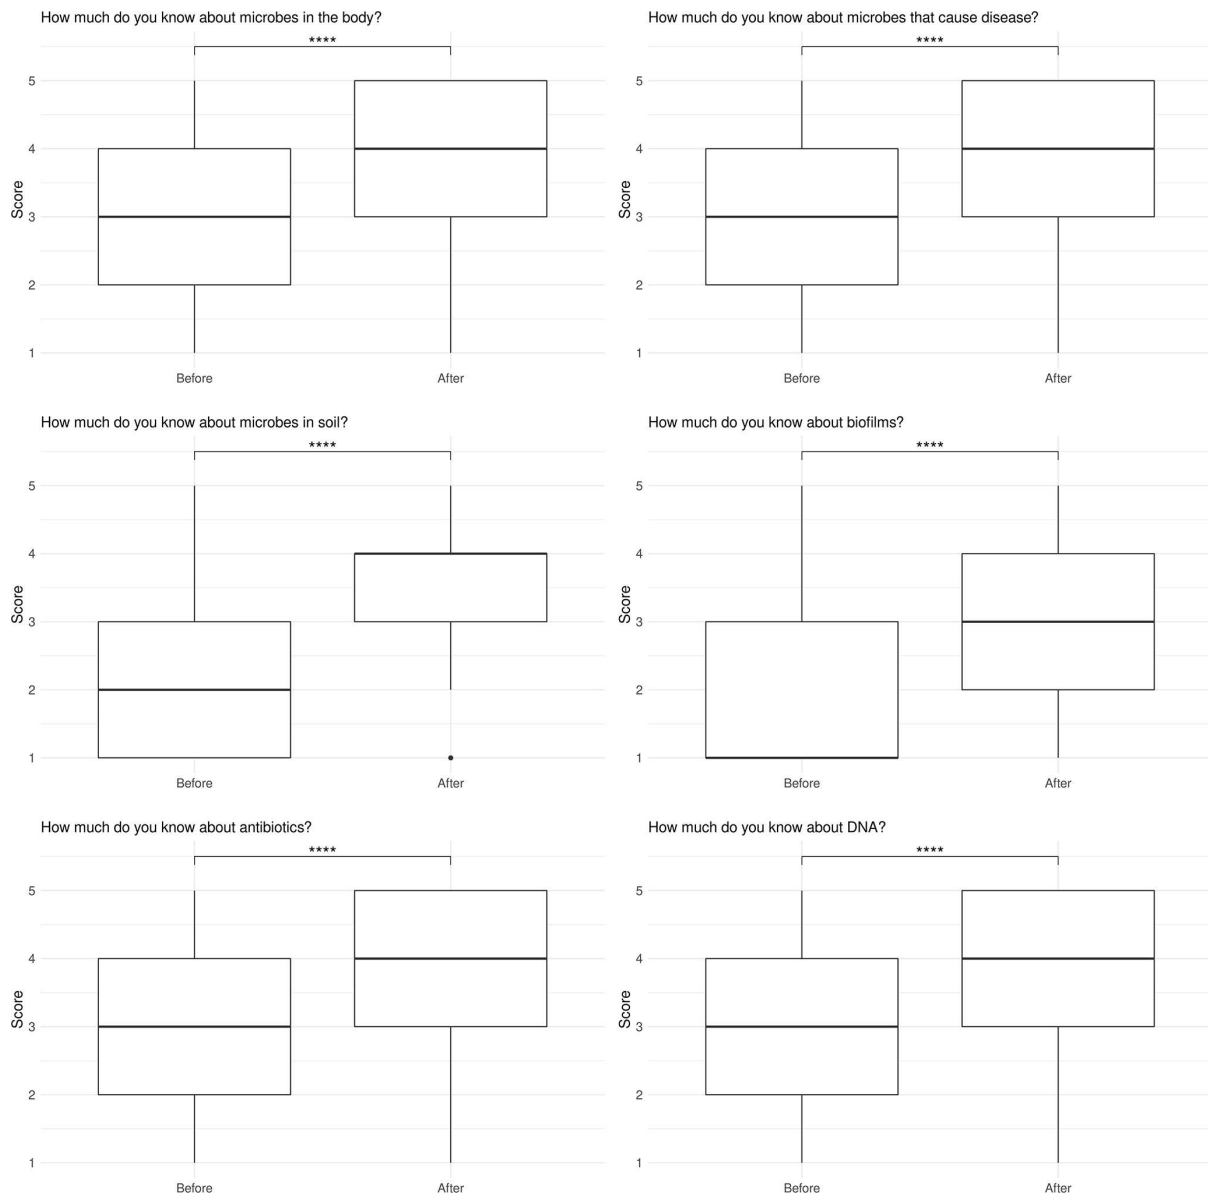 How much do you know about microbes in the body?
****
Score
5
4
3
2
1
Before After
How much do you know about microbes that cause disease?
****
Score
5
4
3
2
1
Before After
How much do you know about microbes in soil?
****
Score
5
4
3
2
1
Before After
How much do you know about biofilms?
****
Score
5
4
3
2
1
Before After
How much do you know about antibiotics?
****
Score
5
4
3
2
1
Before After
How much do you know about DNA?
****
Score
5
4
3
2
1
Before After